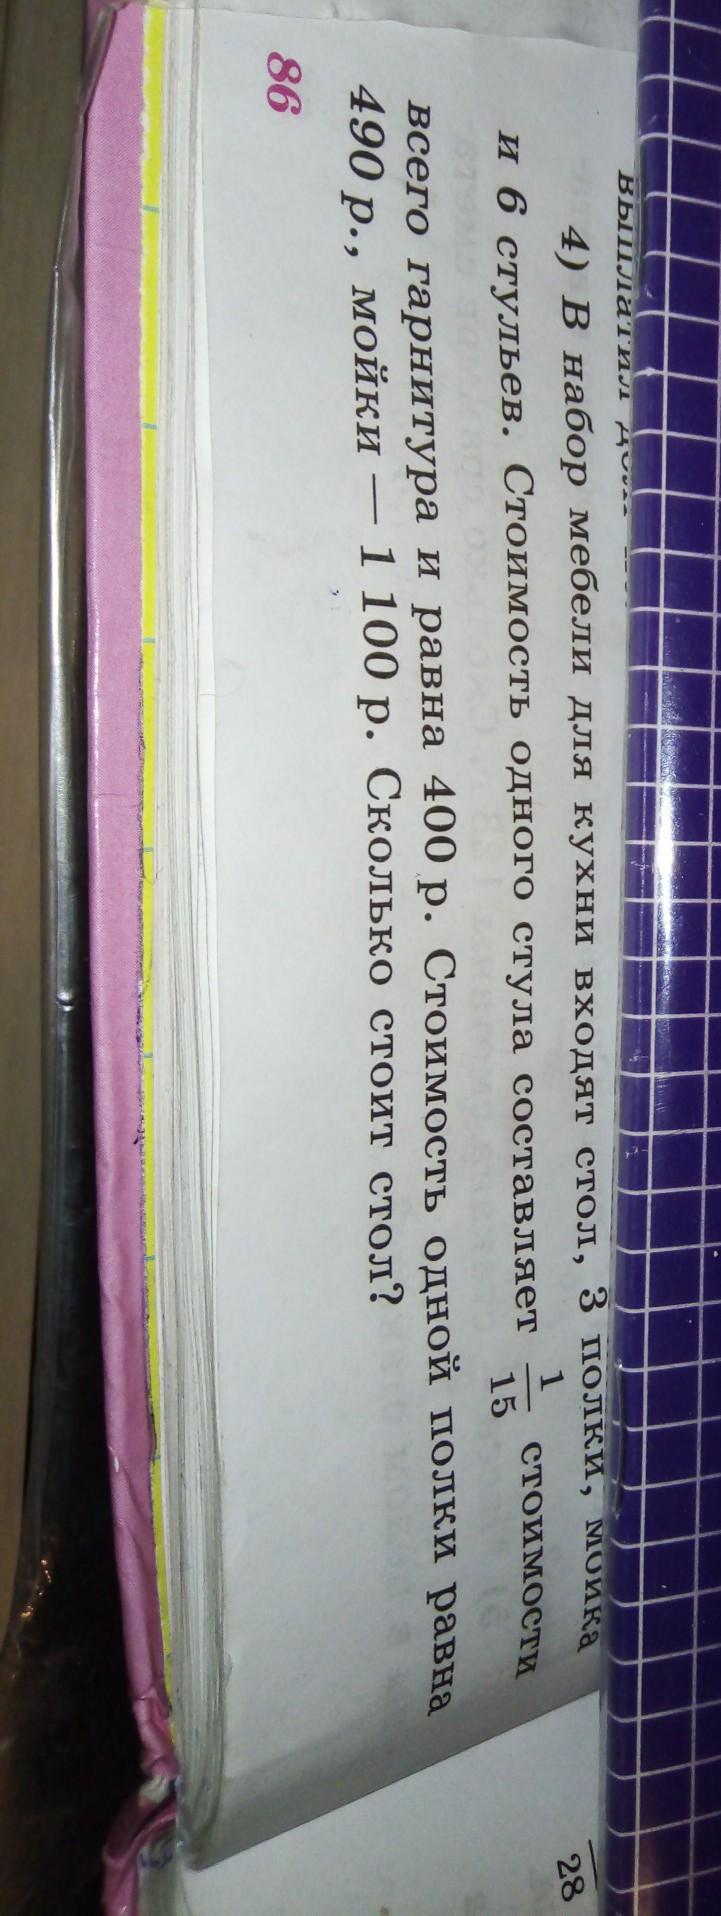 4) В набор мебели для кухни входят стол, 3 полки, мойка
и 6 стульев. Стоимость одного стула составляет 1/15 стоимости
всего гарнитура и равна 400 р. Стоимость одной полки равна
490 р., мойки — 1 100 р. Сколько стоит стол?
86
28